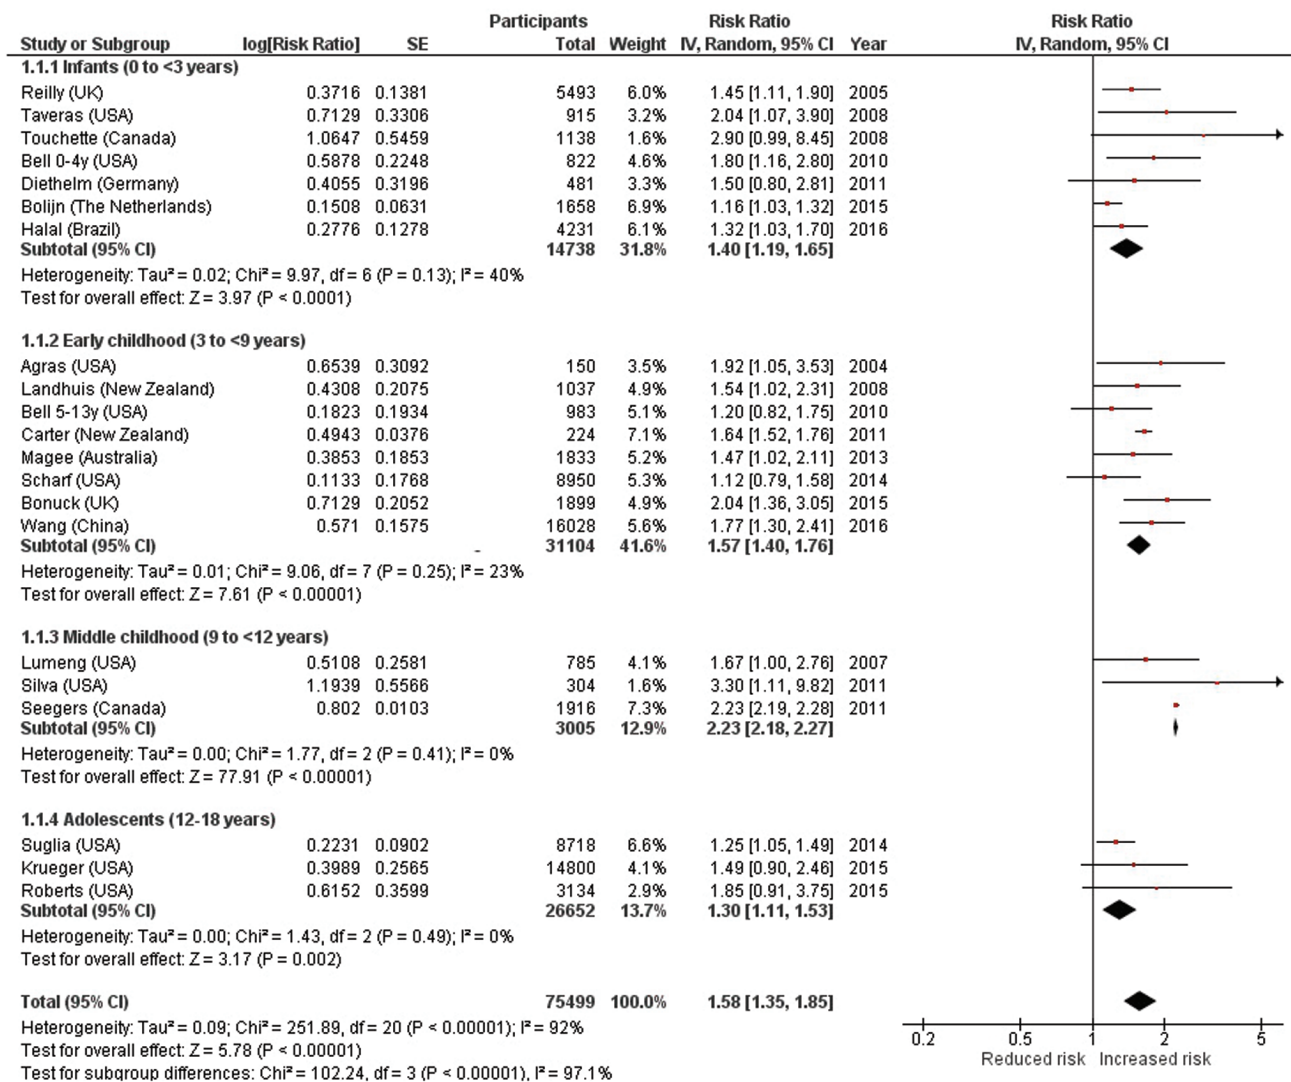 Participants Risk Ratio Risk Ratio
Study or Subgroup log[Risk Ratio] SE Total Weight IV, Random, 95% CI Year IV, Random, 95% CI
1.1.1 Infants (0 to <3 years)
Reilly (UK) 0.3716 0.1381 5493 6.0% 1.45 [1.11, 1.90] 2005
Taveras (USA) 0.7129 0.3306 915 3.2% 2.04 [1.07, 3.90] 2008
Touchette (Canada) 1.0647 0.5459 1138 1.6% 2.90 [0.99, 8.45] 2008
Bell 0-4y (USA) 0.5878 0.2248 822 4.6% 1.80 [1.16, 2.80] 2010
Diethelm (Germany) 0.4055 0.3196 481 3.3% 1.50 [0.80, 2.81] 2011
Bolijn (The Netherlands) 0.1508 0.0631 1658 6.9% 1.16 [1.03, 1.32] 2015
Halal (Brazil) 0.2776 0.1278 4231 6.1% 1.32 [1.03, 1.70] 2016
Subtotal (95% CI) 14738 31.8% 1.40 [1.19, 1.65]
Heterogeneity: Tau² = 0.02; Chi² = 9.97, df = 6 (P = 0.13); I² = 40%
Test for overall effect: Z = 3.97 (P < 0.0001)
1.1.2 Early childhood (3 to <9 years)
Agras (USA) 0.6539 0.3092 150 3.5% 1.92 [1.05, 3.53] 2004
Landhuis (New Zealand) 0.4308 0.2075 1037 4.9% 1.54 [1.02, 2.31] 2008
Bell 5-13y (USA) 0.1823 0.1934 983 5.1% 1.20 [0.82, 1.75] 2010
Carter (New Zealand) 0.4943 0.0376 224 7.1% 1.64 [1.52, 1.76] 2011
Magee (Australia) 0.3853 0.1853 1833 5.2% 1.47 [1.02, 2.11] 2013
Scharf (USA) 0.1133 0.1768 8950 5.3% 1.12 [0.79, 1.58] 2014
Bonuck (UK) 0.7129 0.2052 1899 4.9% 2.04 [1.36, 3.05] 2015
Wang (China) 0.571 0.1575 16028 5.6% 1.77 [1.30, 2.41] 2016
Subtotal (95% CI) 31104 41.6% 1.57 [1.40, 1.76]
Heterogeneity: Tau² = 0.01; Chi² = 9.06, df = 7 (P = 0.25); I² = 23%
Test for overall effect: Z = 7.61 (P < 0.00001)
1.1.3 Middle childhood (9 to <12 years)
Lumeng (USA) 0.5108 0.2581 785 4.1% 1.67 [1.00, 2.76] 2007
Silva (USA) 1.1939 0.5566 304 1.6% 3.30 [1.11, 9.82] 2011
Seegers (Canada) 0.802 0.0103 1916 7.3% 2.23 [2.19, 2.28] 2011
Subtotal (95% CI) 3005 12.9% 2.23 [2.18, 2.27]
Heterogeneity: Tau² = 0.00; Chi² = 1.77, df = 2 (P = 0.41); I² = 0%
Test for overall effect: Z = 77.91 (P < 0.00001)
1.1.4 Adolescents (12-18 years)
Suglia (USA) 0.2231 0.0902 8718 6.6% 1.25 [1.05, 1.49] 2014
Krueger (USA) 0.3989 0.2565 14800 4.1% 1.49 [0.90, 2.46] 2015
Roberts (USA) 0.6152 0.3599 3134 2.9% 1.85 [0.91, 3.75] 2015
Subtotal (95% CI) 26652 13.7% 1.30 [1.11, 1.53]
Heterogeneity: Tau² = 0.00; Chi² = 1.43, df = 2 (P = 0.49); I² = 0%
Test for overall effect: Z = 3.17 (P = 0.002)
Total (95% CI) 75499 100.0% 1.58 [1.35, 1.85]
Heterogeneity: Tau² = 0.09; Chi² = 251.89, df = 20 (P < 0.00001); I² = 92%
Test for overall effect: Z = 5.78 (P < 0.00001)
Test for subgroup differences: Chi² = 102.24, df = 3 (P < 0.00001), I² = 97.1%
0.2 0.5 1 2 5
Reduced risk Increased risk